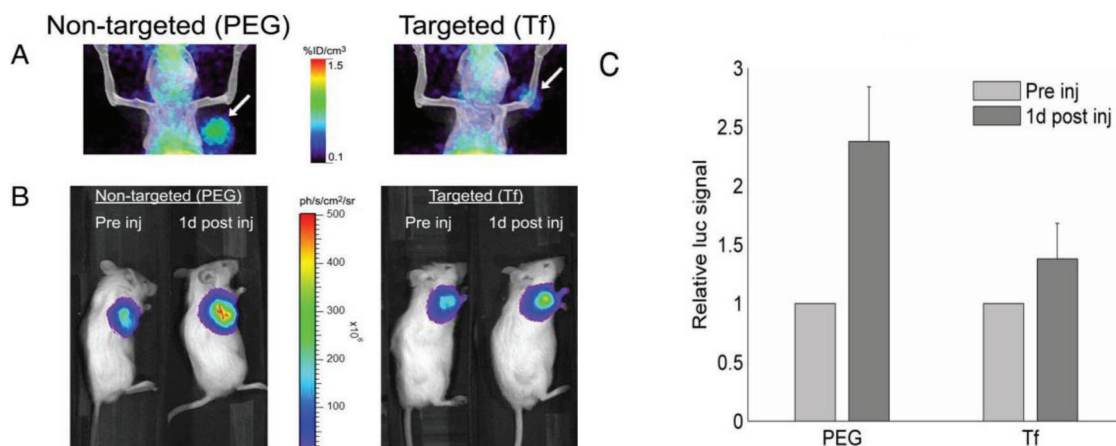 Non-targeted (PEG)
Targeted (Tf)
A
%ID/cm³
1.5
0.1
B
Non-targeted (PEG)
Pre inj
1d post inj
ph/s/cm2/sr
500
400
300
200
100
x10⁶
Targeted (Tf)
Pre inj
1d post inj
C
Relative luc signal
3
2.5
2
1.5
1
0.5
0
Pre inj
1d post inj
PEG
Tf